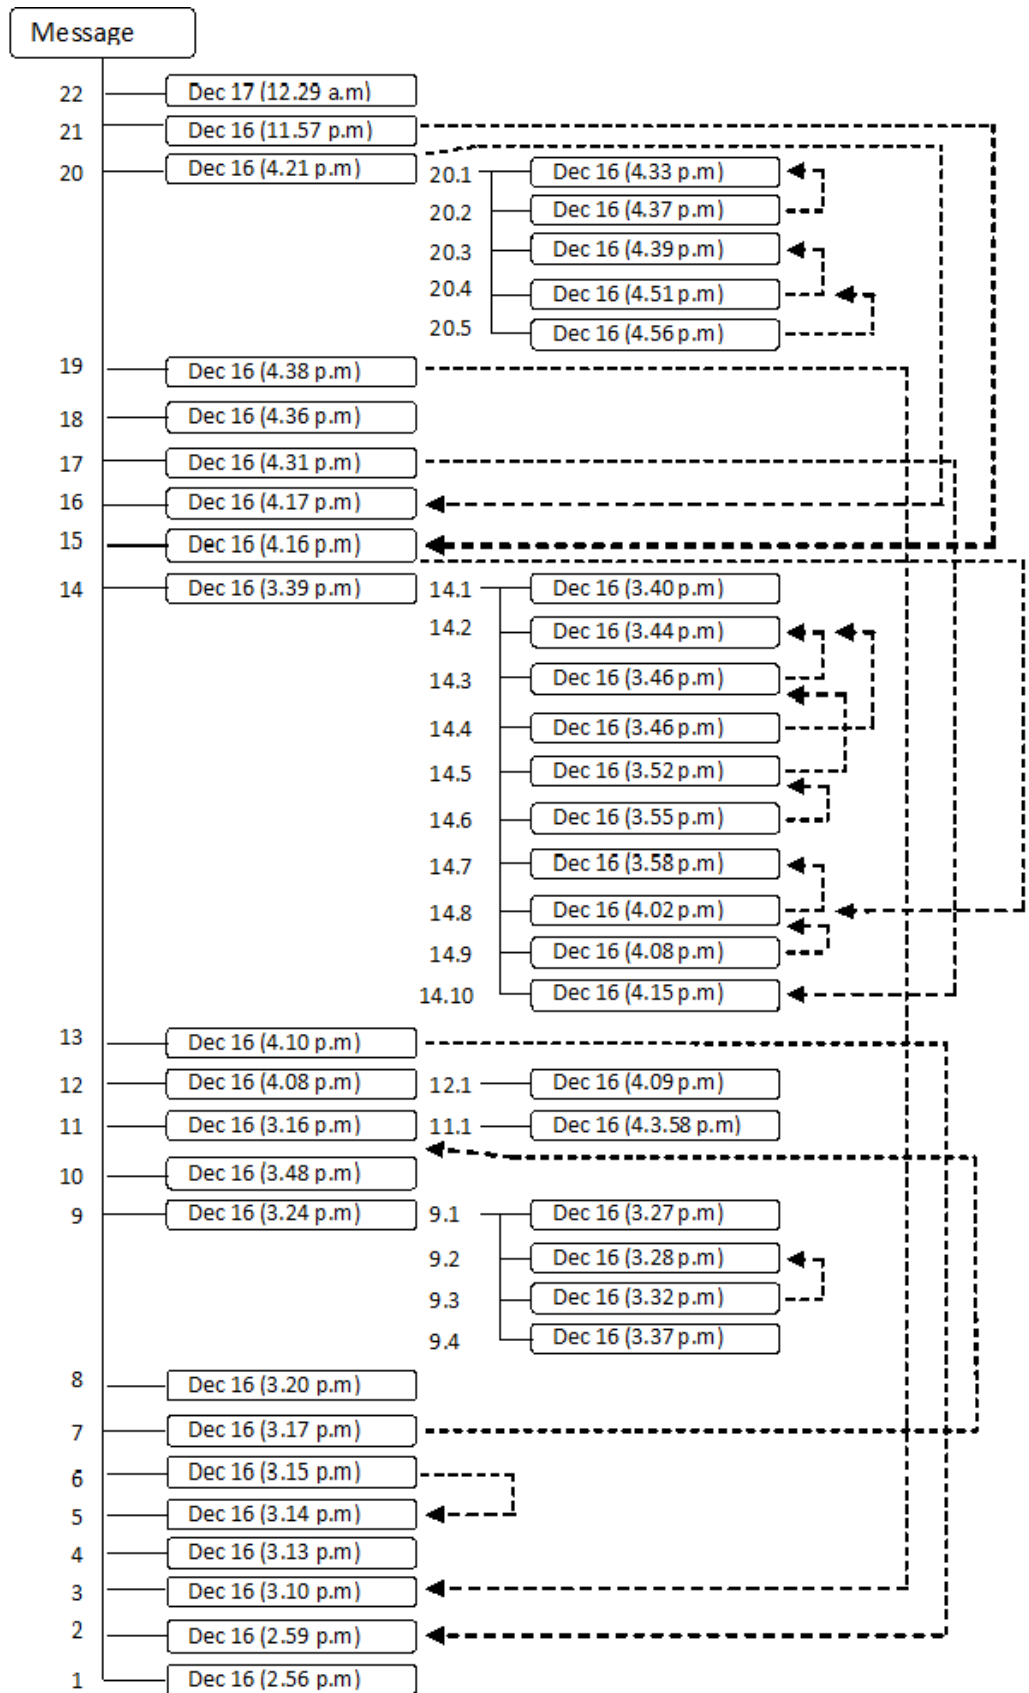 Message
22 Dec 17 (12.29 a.m)
21 Dec 16 (11.57 p.m)
20 Dec 16 (4.21 p.m) 20.1 Dec 16 (4.33 p.m)
20.2 Dec 16 (4.37 p.m)
20.3 Dec 16 (4.39 p.m)
20.4 Dec 16 (4.51 p.m)
20.5 Dec 16 (4.56 p.m)
19 Dec 16 (4.38 p.m)
18 Dec 16 (4.36 p.m)
17 Dec 16 (4.31 p.m)
16 Dec 16 (4.17 p.m)
15 Dec 16 (4.16 p.m)
14 Dec 16 (3.39 p.m) 14.1 Dec 16 (3.40 p.m)
14.2 Dec 16 (3.44 p.m)
14.3 Dec 16 (3.46 p.m)
14.4 Dec 16 (3.46 p.m)
14.5 Dec 16 (3.52 p.m)
14.6 Dec 16 (3.55 p.m)
14.7 Dec 16 (3.58 p.m)
14.8 Dec 16 (4.02 p.m)
14.9 Dec 16 (4.08 p.m)
14.10 Dec 16 (4.15 p.m)
13 Dec 16 (4.10 p.m)
12 Dec 16 (4.08 p.m) 12.1 Dec 16 (4.09 p.m)
11 Dec 16 (3.16 p.m) 11.1 Dec 16 (4.3.58 p.m)
10 Dec 16 (3.48 p.m)
9 Dec 16 (3.24 p.m) 9.1 Dec 16 (3.27 p.m)
9.2 Dec 16 (3.28 p.m)
9.3 Dec 16 (3.32 p.m)
9.4 Dec 16 (3.37 p.m)
8 Dec 16 (3.20 p.m)
7 Dec 16 (3.17 p.m)
6 Dec 16 (3.15 p.m)
5 Dec 16 (3.14 p.m)
4 Dec 16 (3.13 p.m)
3 Dec 16 (3.10 p.m)
2 Dec 16 (2.59 p.m)
1 Dec 16 (2.56 p.m)